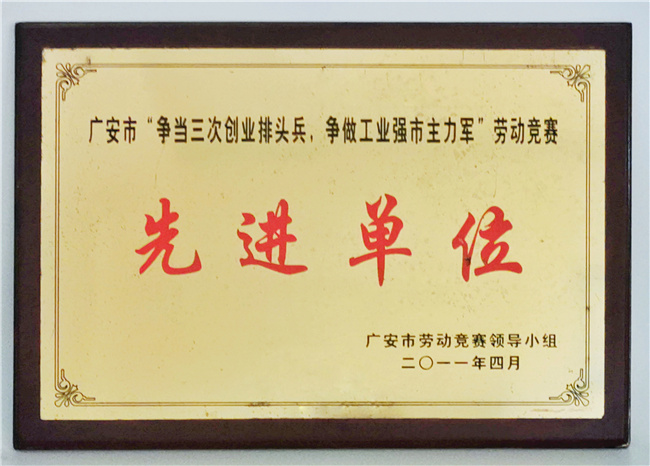 广安市“争当三次创业排头兵，争做工业强市主力军”劳动竞赛
先进单位
广安市劳动竞赛领导小组
二〇一一年四月